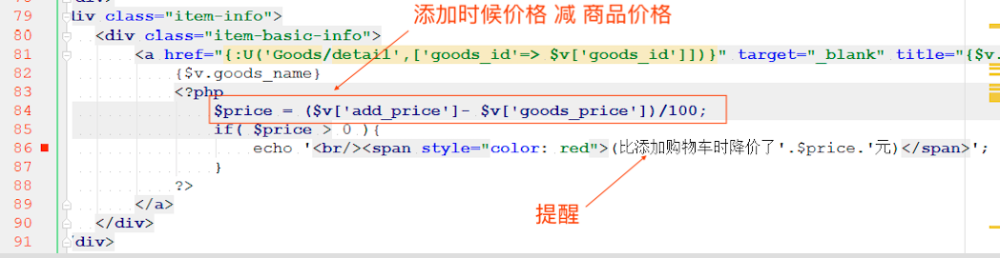 添加时候价格 减 商品价格
79 div class="item-info">
80 <div class="item-basic-info">
81 <a href="{:U('Goods/detail',['goods_id'=> $v['goods_id']])}" target="_blank" title="{$v.
82 {$v.goods_name}
83 <?php
84 $price = ($v['add_price']- $v['goods_price'])/100;
85 if( $price > 0 ){
86 echo '<br/><span style="color: red">(比添加购物车时降价了'.$price.'元)</span>';
87 }
88 ?>
89 </a>
90 </div>
91 div>
提醒